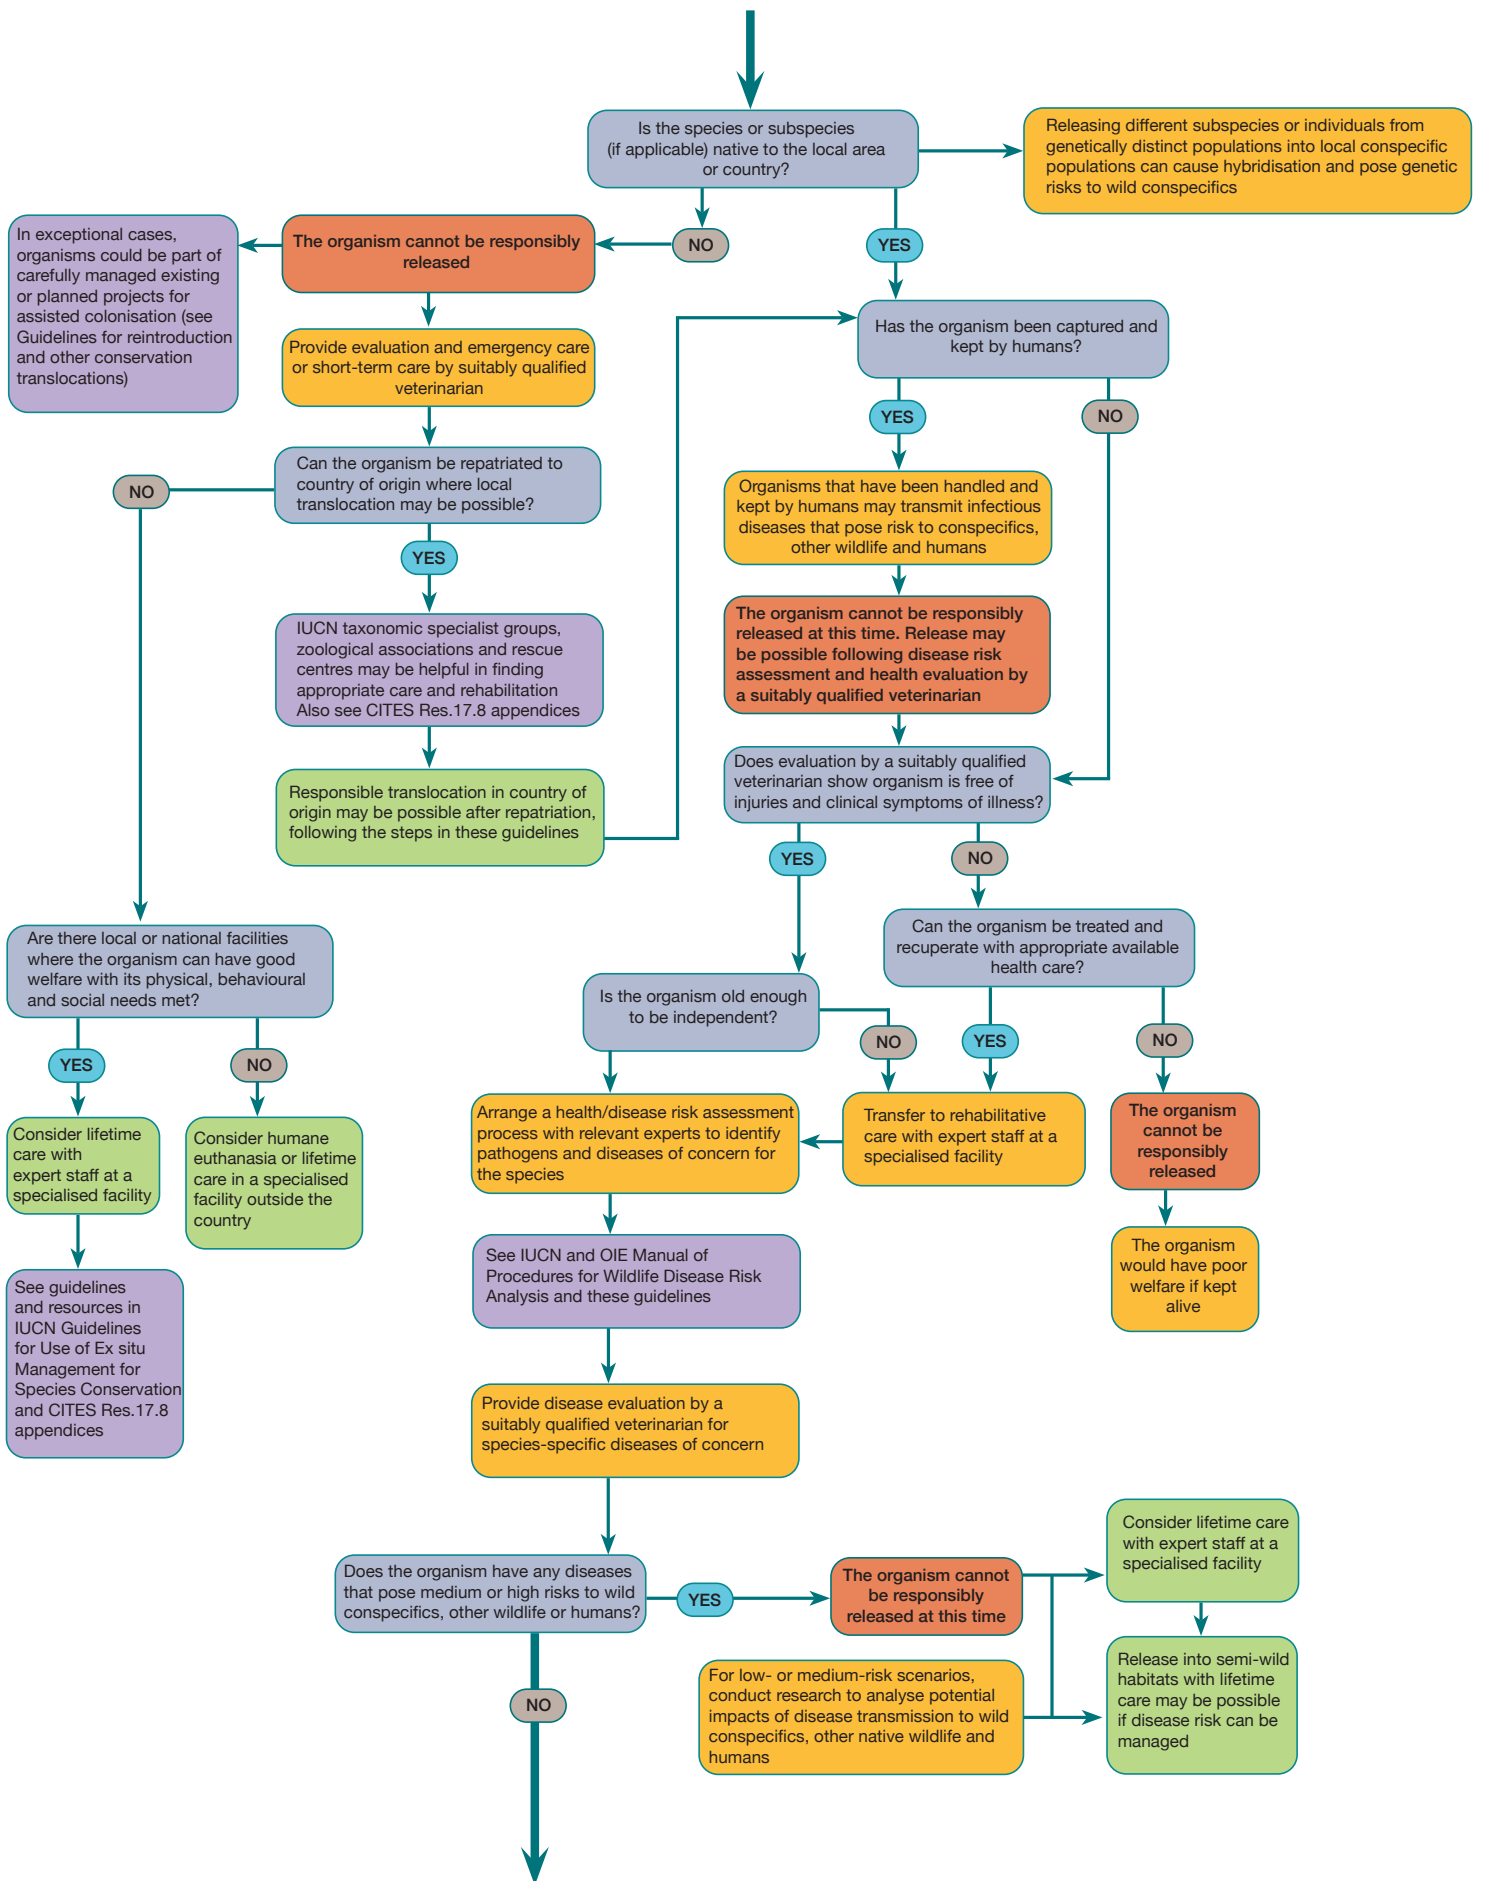 Is the species or subspecies
(if applicable) native to the local area
or country?
Releasing different subspecies or individuals from
genetically distinct populations into local conspecific
populations can cause hybridisation and pose genetic
risks to wild conspecifics
NO
YES
The organism cannot be responsibly
released
In exceptional cases,
organisms could be part of
carefully managed existing
or planned projects for
assisted colonisation (see
Guidelines for reintroduction
and other conservation
translocations)
Provide evaluation and emergency care
or short-term care by suitably qualified
veterinarian
Has the organism been captured and
kept by humans?
YES
NO
Can the organism be repatriated to
country of origin where local
translocation may be possible?
NO
YES
Organisms that have been handled and
kept by humans may transmit infectious
diseases that pose risk to conspecifics,
other wildlife and humans
IUCN taxonomic specialist groups,
zoological associations and rescue
centres may be helpful in finding
appropriate care and rehabilitation
Also see CITES Res.17.8 appendices
The organism cannot be responsibly
released at this time. Release may
be possible following disease risk
assessment and health evaluation by
a suitably qualified veterinarian
Responsible translocation in country of
origin may be possible after repatriation,
following the steps in these guidelines
Does evaluation by a suitably qualified
veterinarian show organism is free of
injuries and clinical symptoms of illness?
YES
NO
Are there local or national facilities
where the organism can have good
welfare with its physical, behavioural
and social needs met?
Can the organism be treated and
recuperate with appropriate available
health care?
Is the organism old enough
to be independent?
NO
YES
NO
YES
NO
Consider lifetime
care with
expert staff at a
specialised facility
Consider humane
euthanasia or lifetime
care in a specialised
facility outside the
country
Arrange a health/disease risk assessment
process with relevant experts to identify
pathogens and diseases of concern for
the species
Transfer to rehabilitative
care with expert staff at a
specialised facility
The organism
cannot be
responsibly
released
See guidelines
and resources in
IUCN Guidelines
for Use of Ex situ
Management for
Species Conservation
and CITES Res.17.8
appendices
See IUCN and OIE Manual of
Procedures for Wildlife Disease Risk
Analysis and these guidelines
The organism
would have poor
welfare if kept
alive
Provide disease evaluation by a
suitably qualified veterinarian for
species-specific diseases of concern
Does the organism have any diseases
that pose medium or high risks to wild
conspecifics, other wildlife or humans?
YES
The organism cannot
be responsibly
released at this time
Consider lifetime care
with expert staff at a
specialised facility
NO
For low- or medium-risk scenarios,
conduct research to analyse potential
impacts of disease transmission to wild
conspecifics, other native wildlife and
humans
Release into semi-wild
habitats with lifetime
care may be possible
if disease risk can be
managed